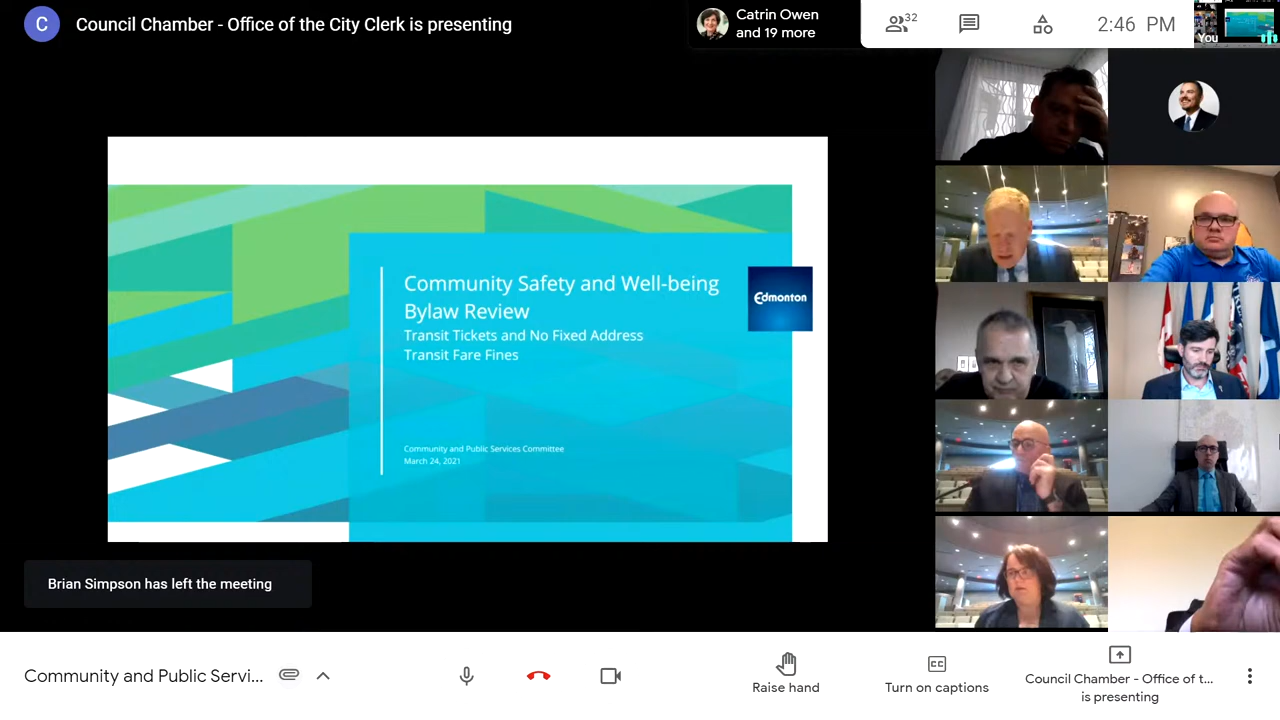 C
Council Chamber - Office of the City Clerk is presenting
Catrin Owen
and 19 more
32
2:46 PM
You
Community Safety and Well-being
Bylaw Review
Transit Tickets and No Fixed Address
Transit Fare Fines
Edmonton
Community and Public Services Committee
March 24, 2021
Brian Simpson has left the meeting
Community and Public Servi...
Raise hand
CC
Turn on captions
Council Chamber - Office of t...
is presenting